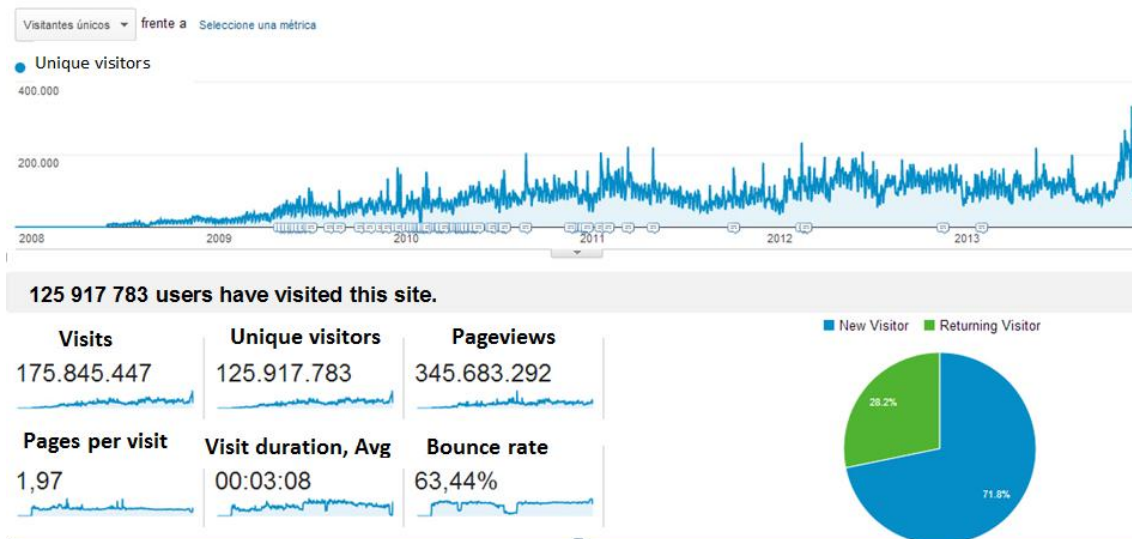 Visitantes únicos frente a Seleccione una métrica
Unique visitors
400.000
200.000
2008 2009 2010 2011 2012 2013
125 917 783 users have visited this site.
New Visitor Returning Visitor
Visits Unique visitors Pageviews
175.845.447 125.917.783 345.683.292
28.2%
Pages per visit Visit duration, Avg Bounce rate
1,97 00:03:08 63,44%
71.8%